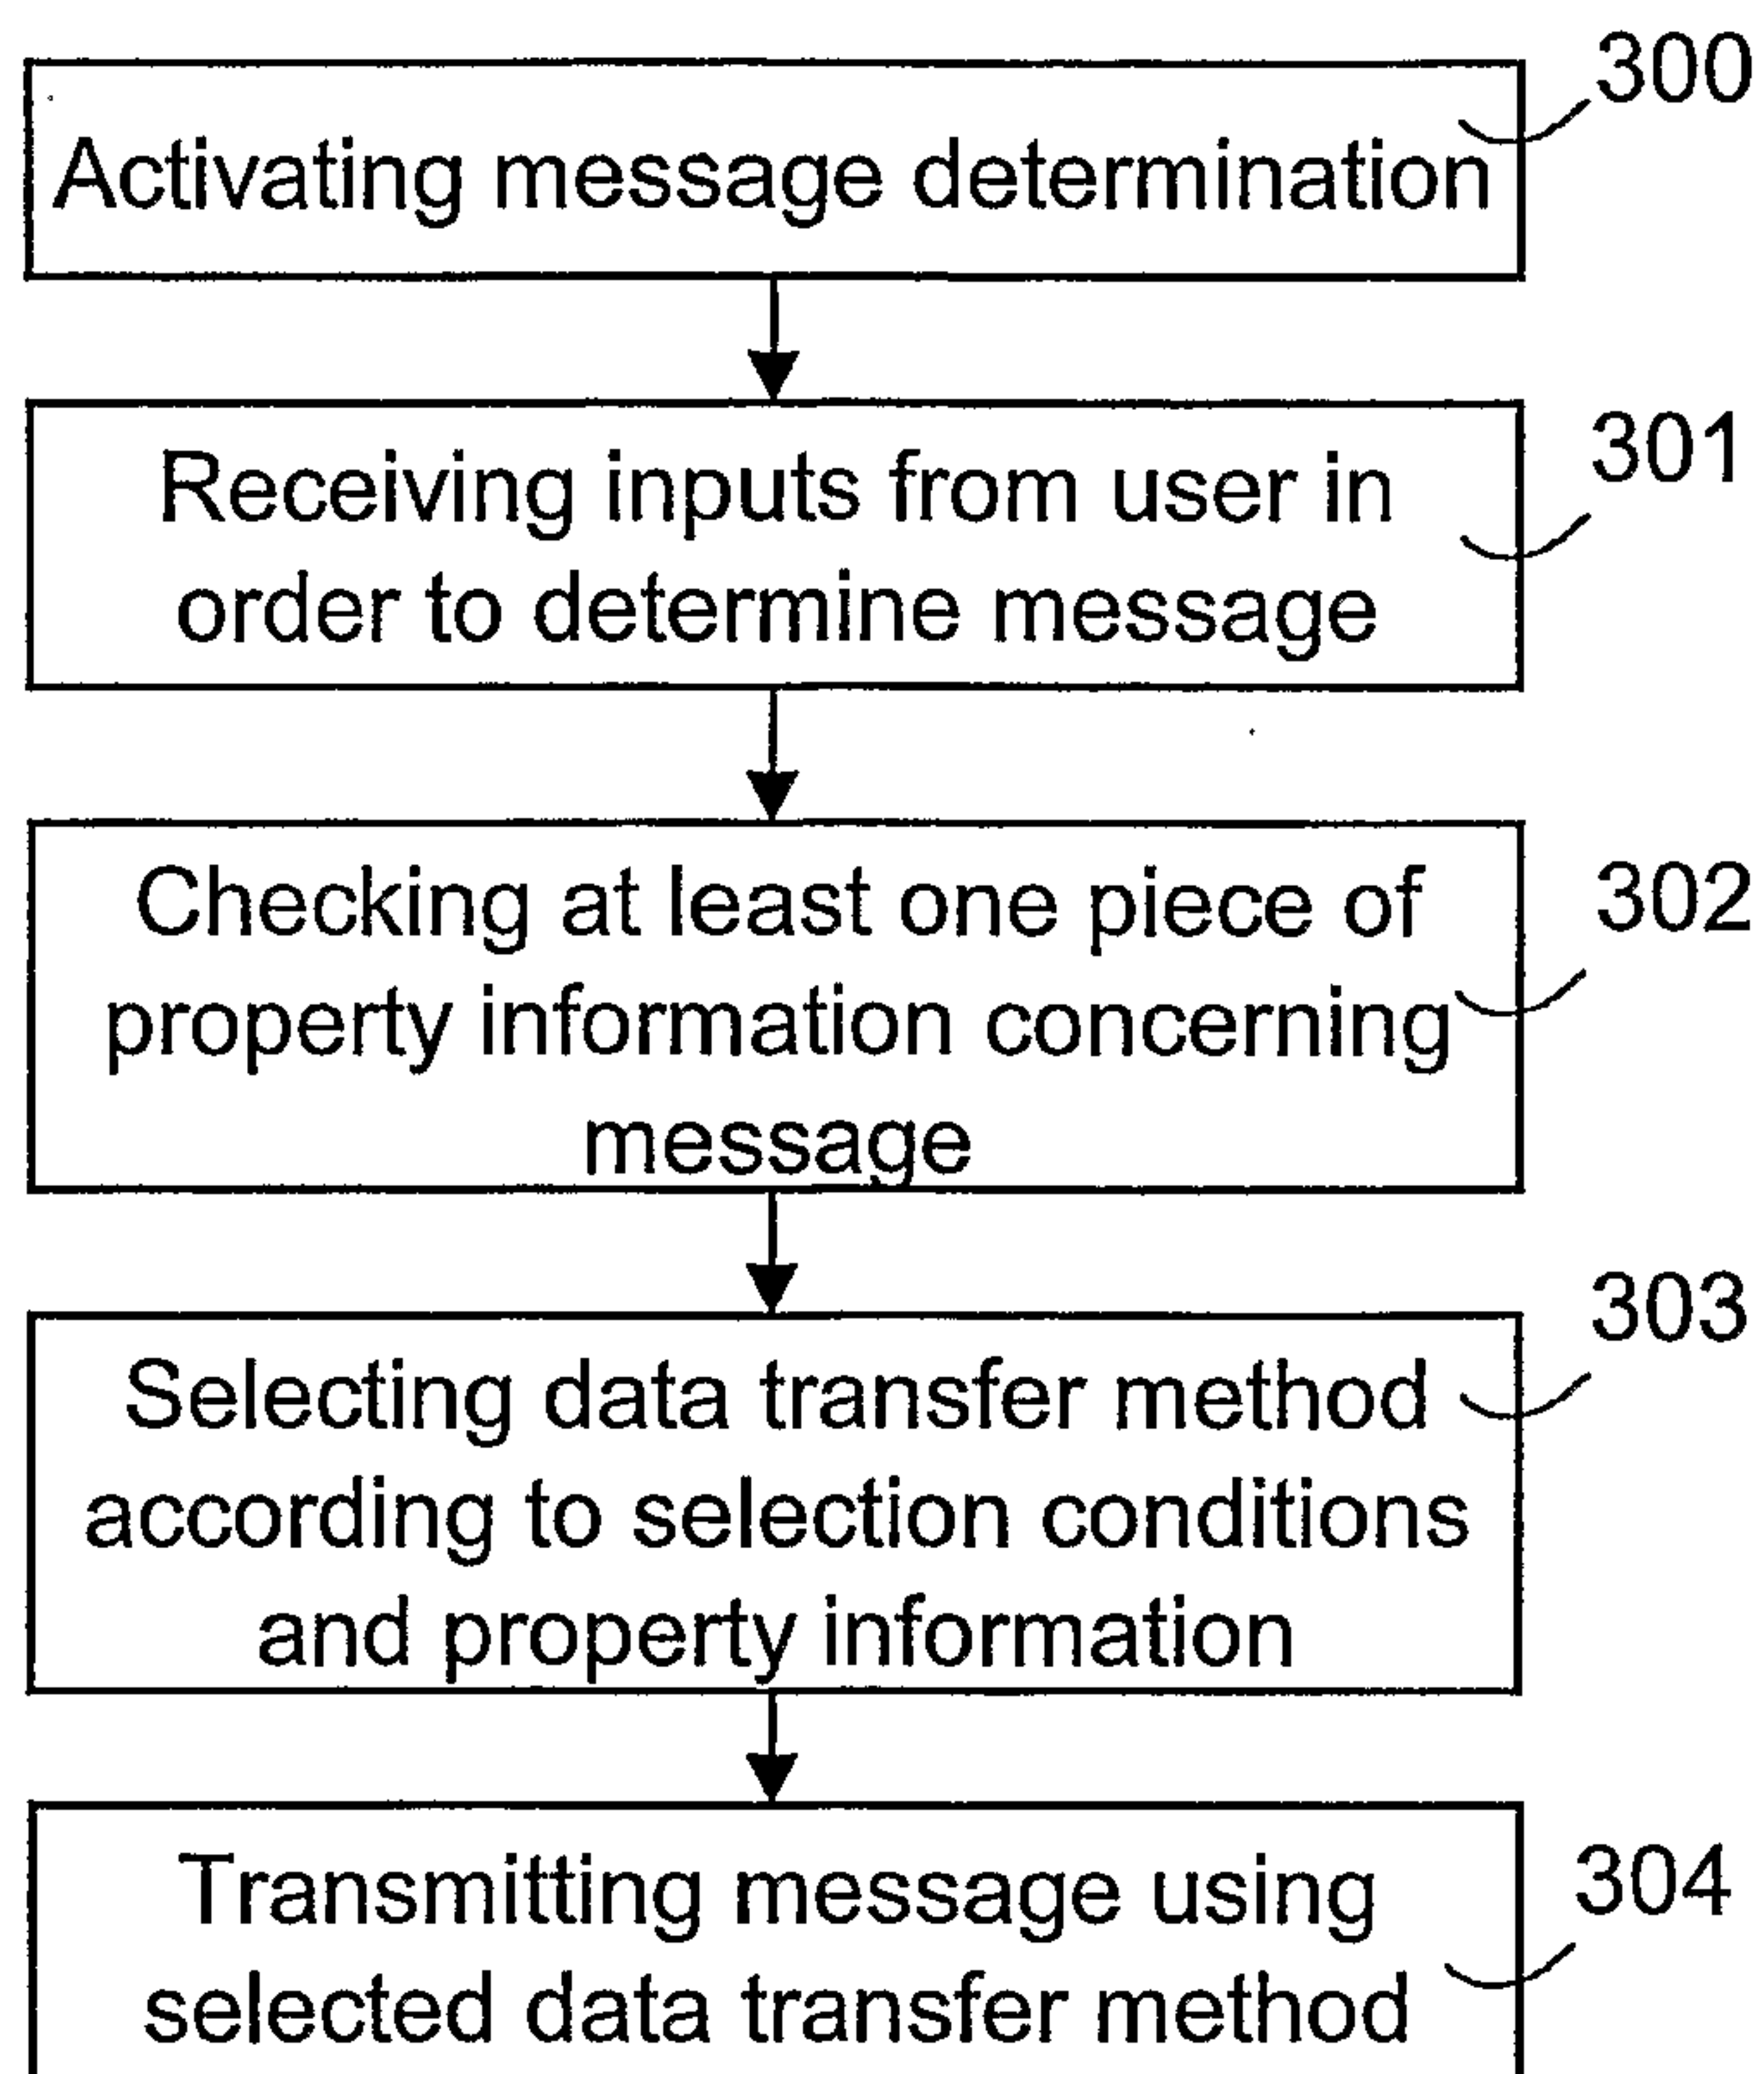 300
Activating message determination
301
Receiving inputs from user in
order to determine message
302
Checking at least one piece of
property information concerning
message
303
Selecting data transfer method
according to selection conditions
and property information
304
Transmitting message using
selected data transfer method